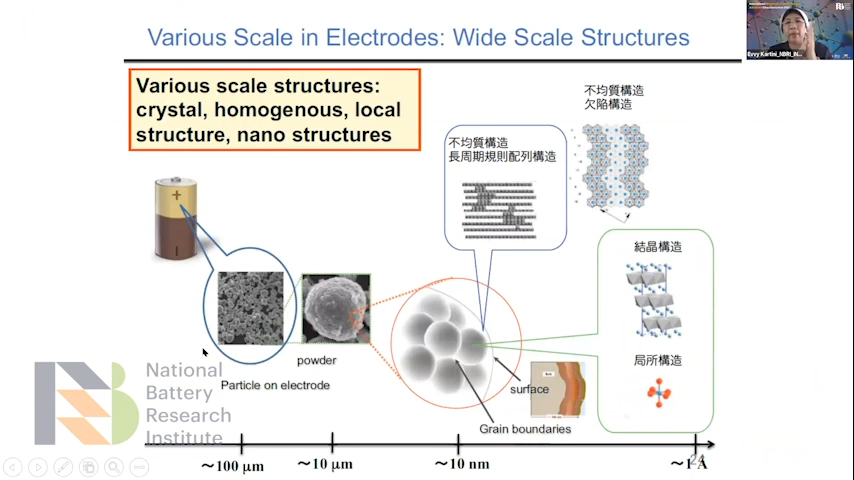 Various Scale in Electrodes: Wide Scale Structures
Various scale structures:
crystal, homogenous, local
structure, nano structures
不均質構造
欠陥構造
不均質構造
長周期規則配列構造
結晶構造
局所構造
+
powder
Particle on electrode
surface
Grain boundaries
National
Battery
Research
Institute
~100 μm
~10 μm
~10 nm
~1 Å
24
Evvy Kartini_NBRI_IN...